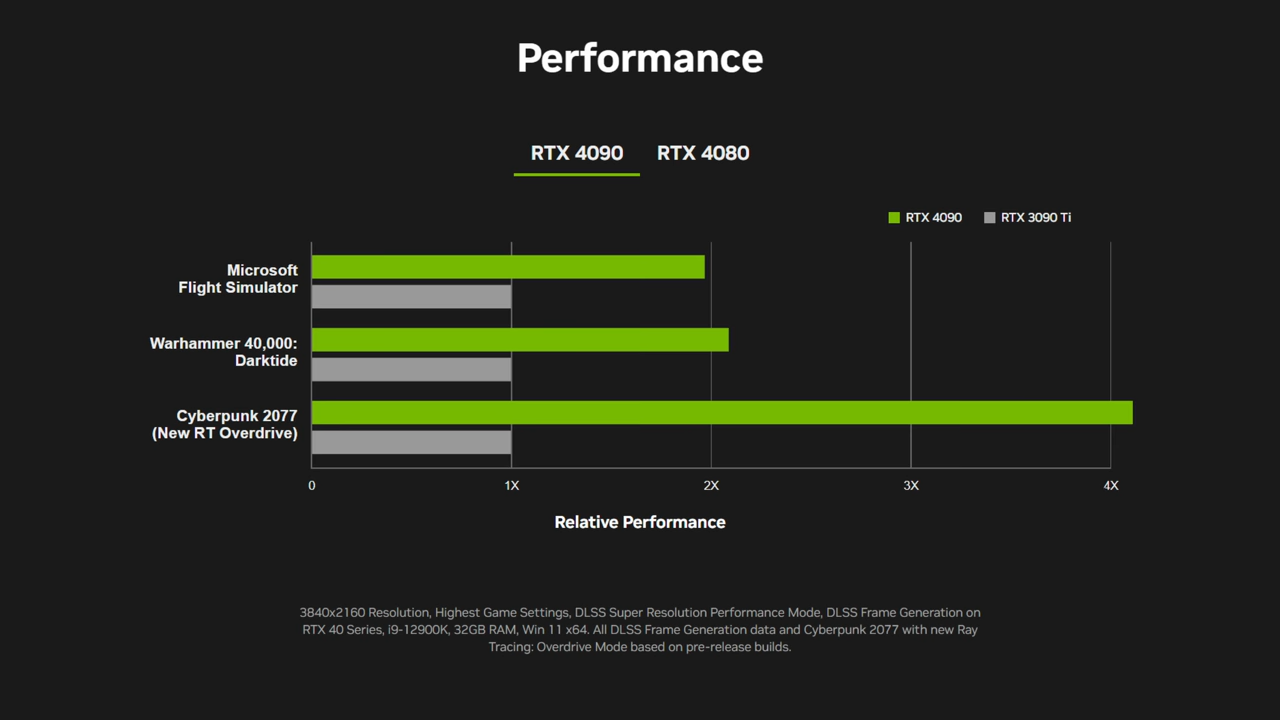 Performance
RTX 4090 RTX 4080
RTX 4090 RTX 3090 Ti
Microsoft
Flight Simulator
Warhammer 40,000:
Darktide
Cyberpunk 2077
(New RT Overdrive)
0 1X 2X 3X 4X
Relative Performance
3840x2160 Resolution, Highest Game Settings, DLSS Super Resolution Performance Mode, DLSS Frame Generation on
RTX 40 Series, i9-12900K, 32GB RAM, Win 11 x64. All DLSS Frame Generation data and Cyberpunk 2077 with new Ray
Tracing: Overdrive Mode based on pre-release builds.